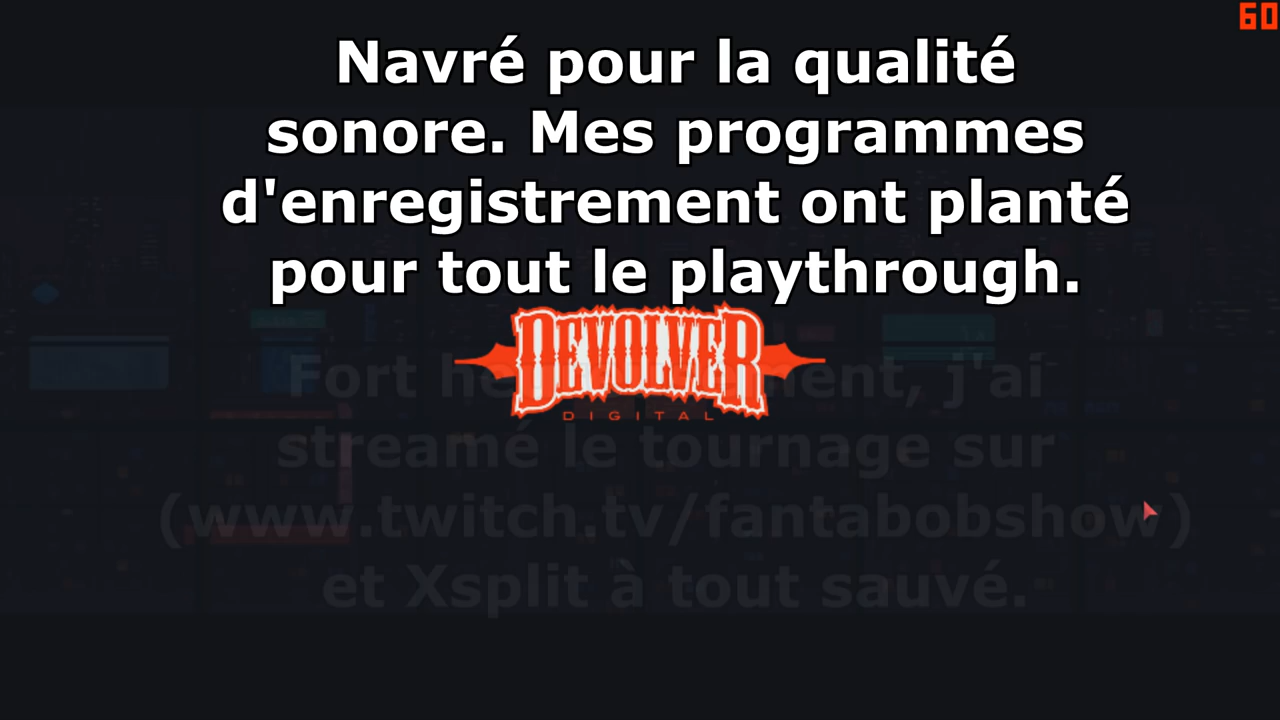 60
Navré pour la qualité
sonore. Mes programmes
d'enregistrement ont planté
pour tout le playthrough.
DEVOLVER
DIGITAL
Fort heureusement, j'ai
streamé le tournage sur
(www.twitch.tv/fantabobshow)
et Xsplit à tout sauvé.